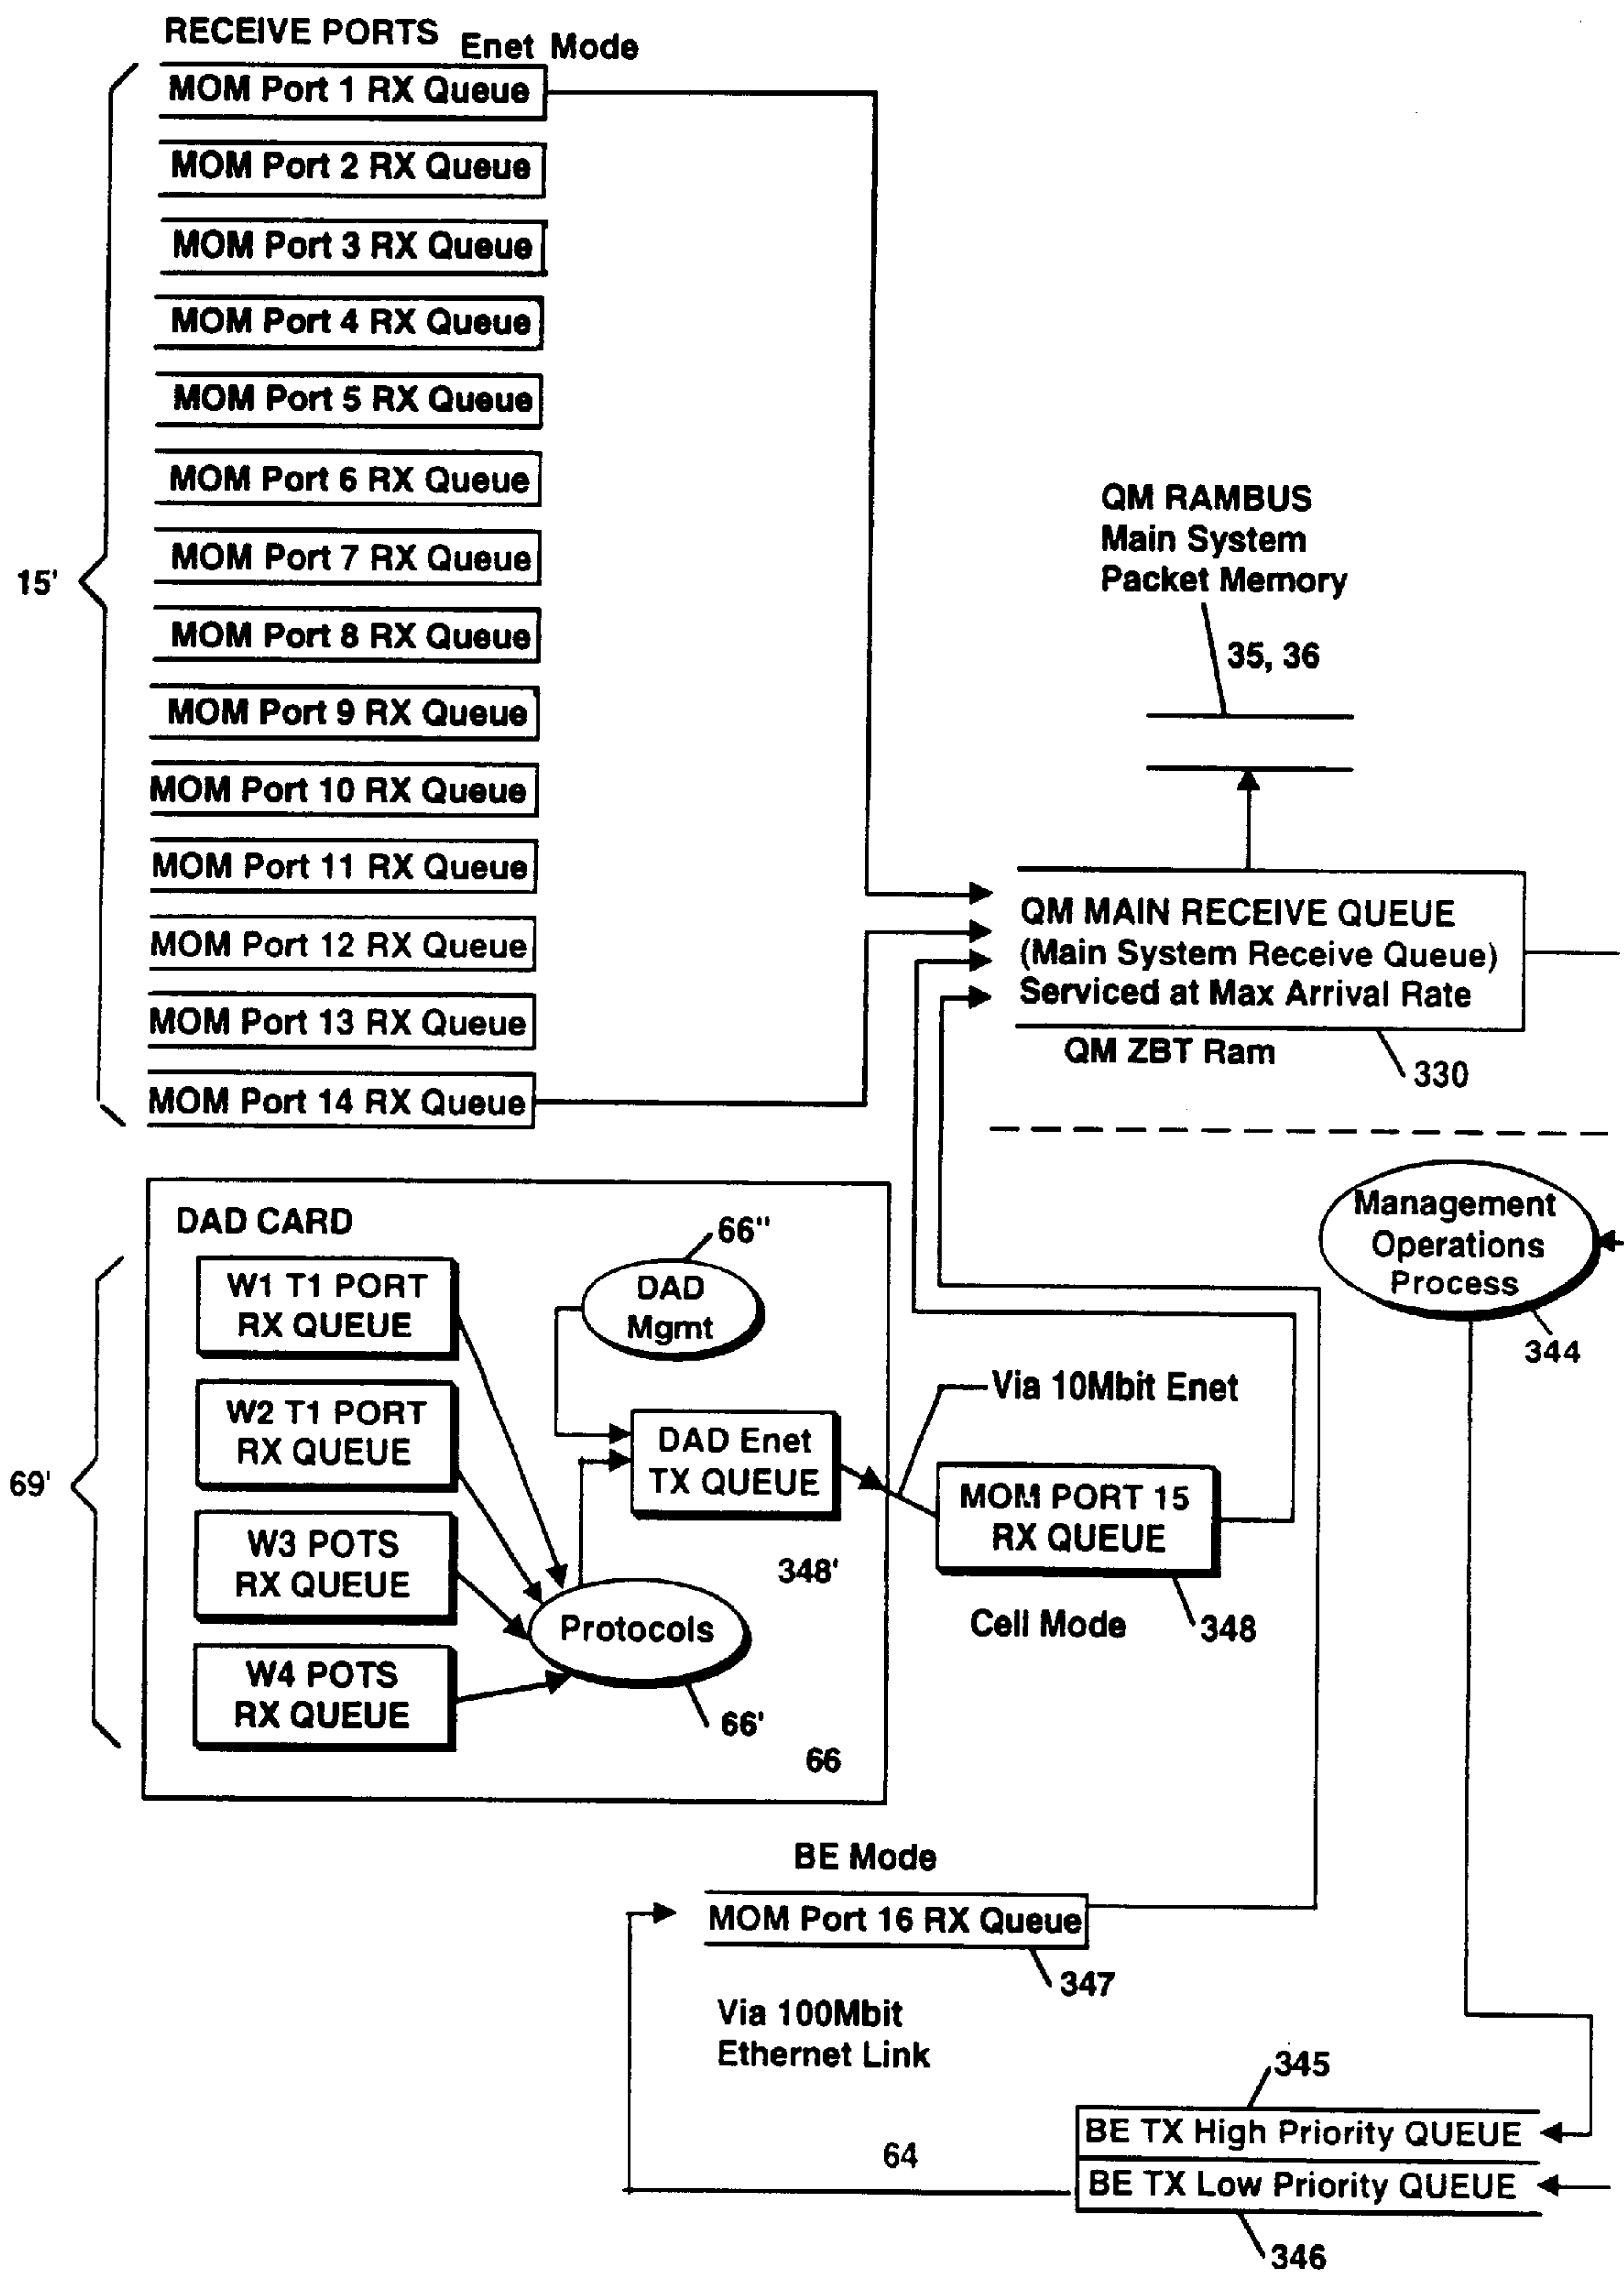 RECEIVE PORTS
Enet Mode
MOM Port 1 RX Queue
MOM Port 2 RX Queue
MOM Port 3 RX Queue
MOM Port 4 RX Queue
MOM Port 5 RX Queue
MOM Port 6 RX Queue
MOM Port 7 RX Queue
MOM Port 8 RX Queue
MOM Port 9 RX Queue
MOM Port 10 RX Queue
MOM Port 11 RX Queue
MOM Port 12 RX Queue
MOM Port 13 RX Queue
MOM Port 14 RX Queue
15'
QM RAMBUS
Main System
Packet Memory
35, 36
QM MAIN RECEIVE QUEUE
(Main System Receive Queue)
Serviced at Max Arrival Rate
QM ZBT Ram
330
Management
Operations
Process
344
DAD CARD
69'
W1 T1 PORT
RX QUEUE
W2 T1 PORT
RX QUEUE
W3 POTS
RX QUEUE
W4 POTS
RX QUEUE
66"
DAD
Mgmt
DAD Enet
TX QUEUE
348'
Protocols
66'
66
Via 10Mbit Enet
MOM PORT 15
RX QUEUE
Cell Mode
348
BE Mode
MOM Port 16 RX Queue
347
Via 100Mbit
Ethernet Link
64
345
BE TX High Priority QUEUE
BE TX Low Priority QUEUE
346